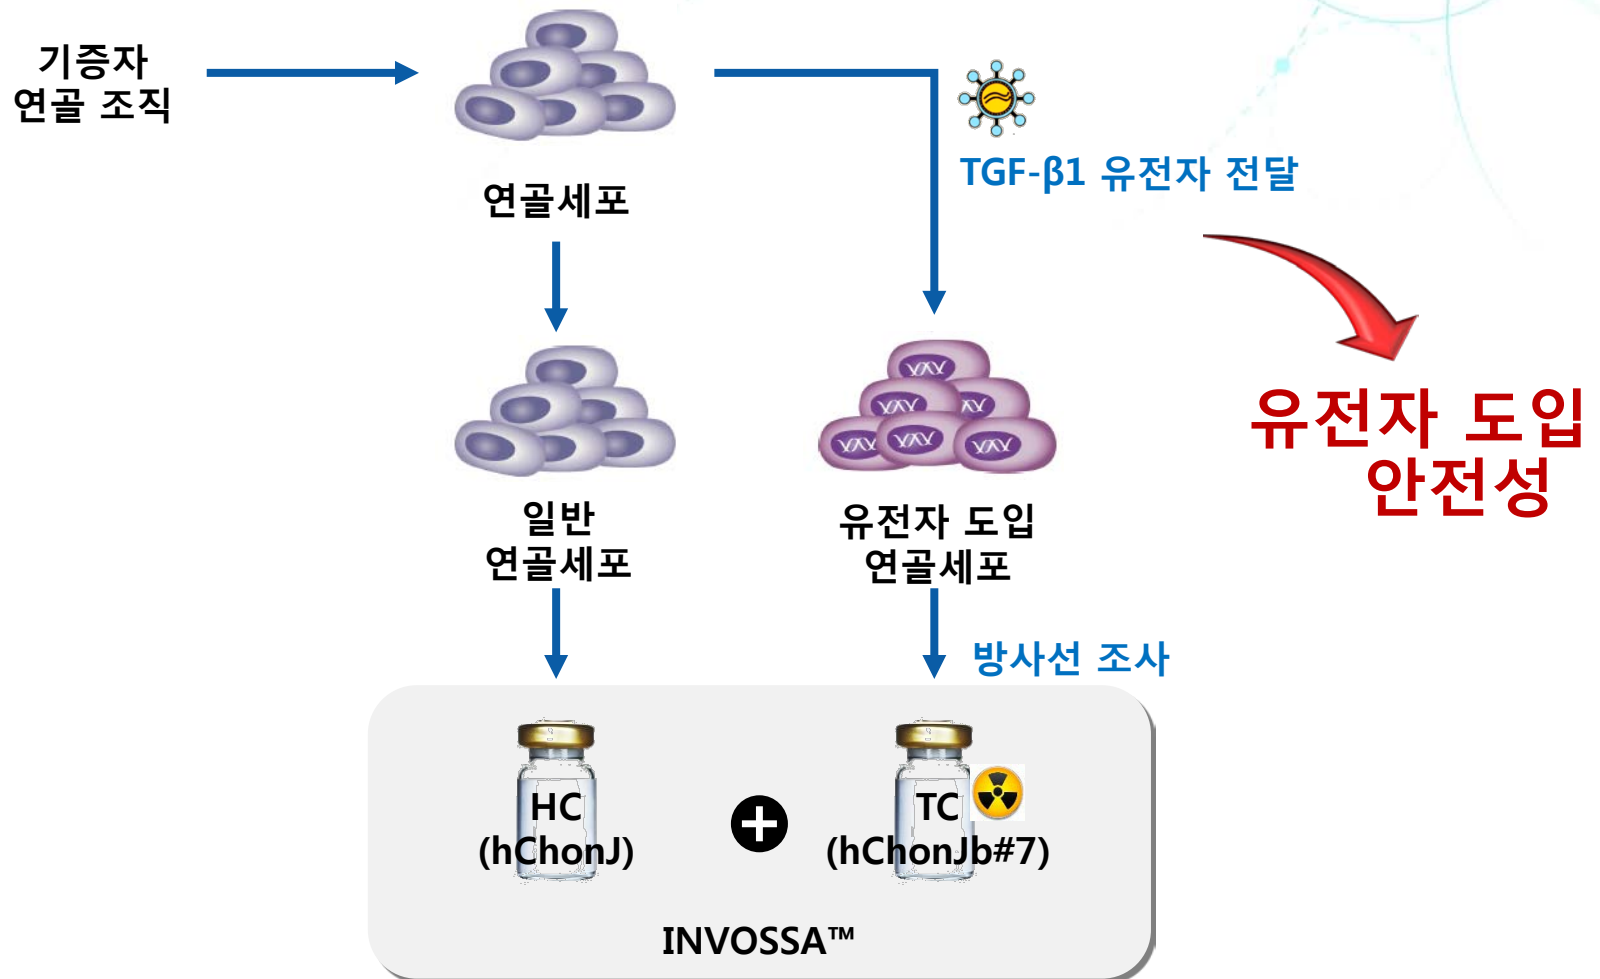 기증자
연골 조직
연골세포
TGF-β1 유전자 전달
유전자 도입
안전성
일반
연골세포
유전자 도입
연골세포
방사선 조사
HC
(hChonJ)
TC
(hChonJb#7)
INVOSSA™